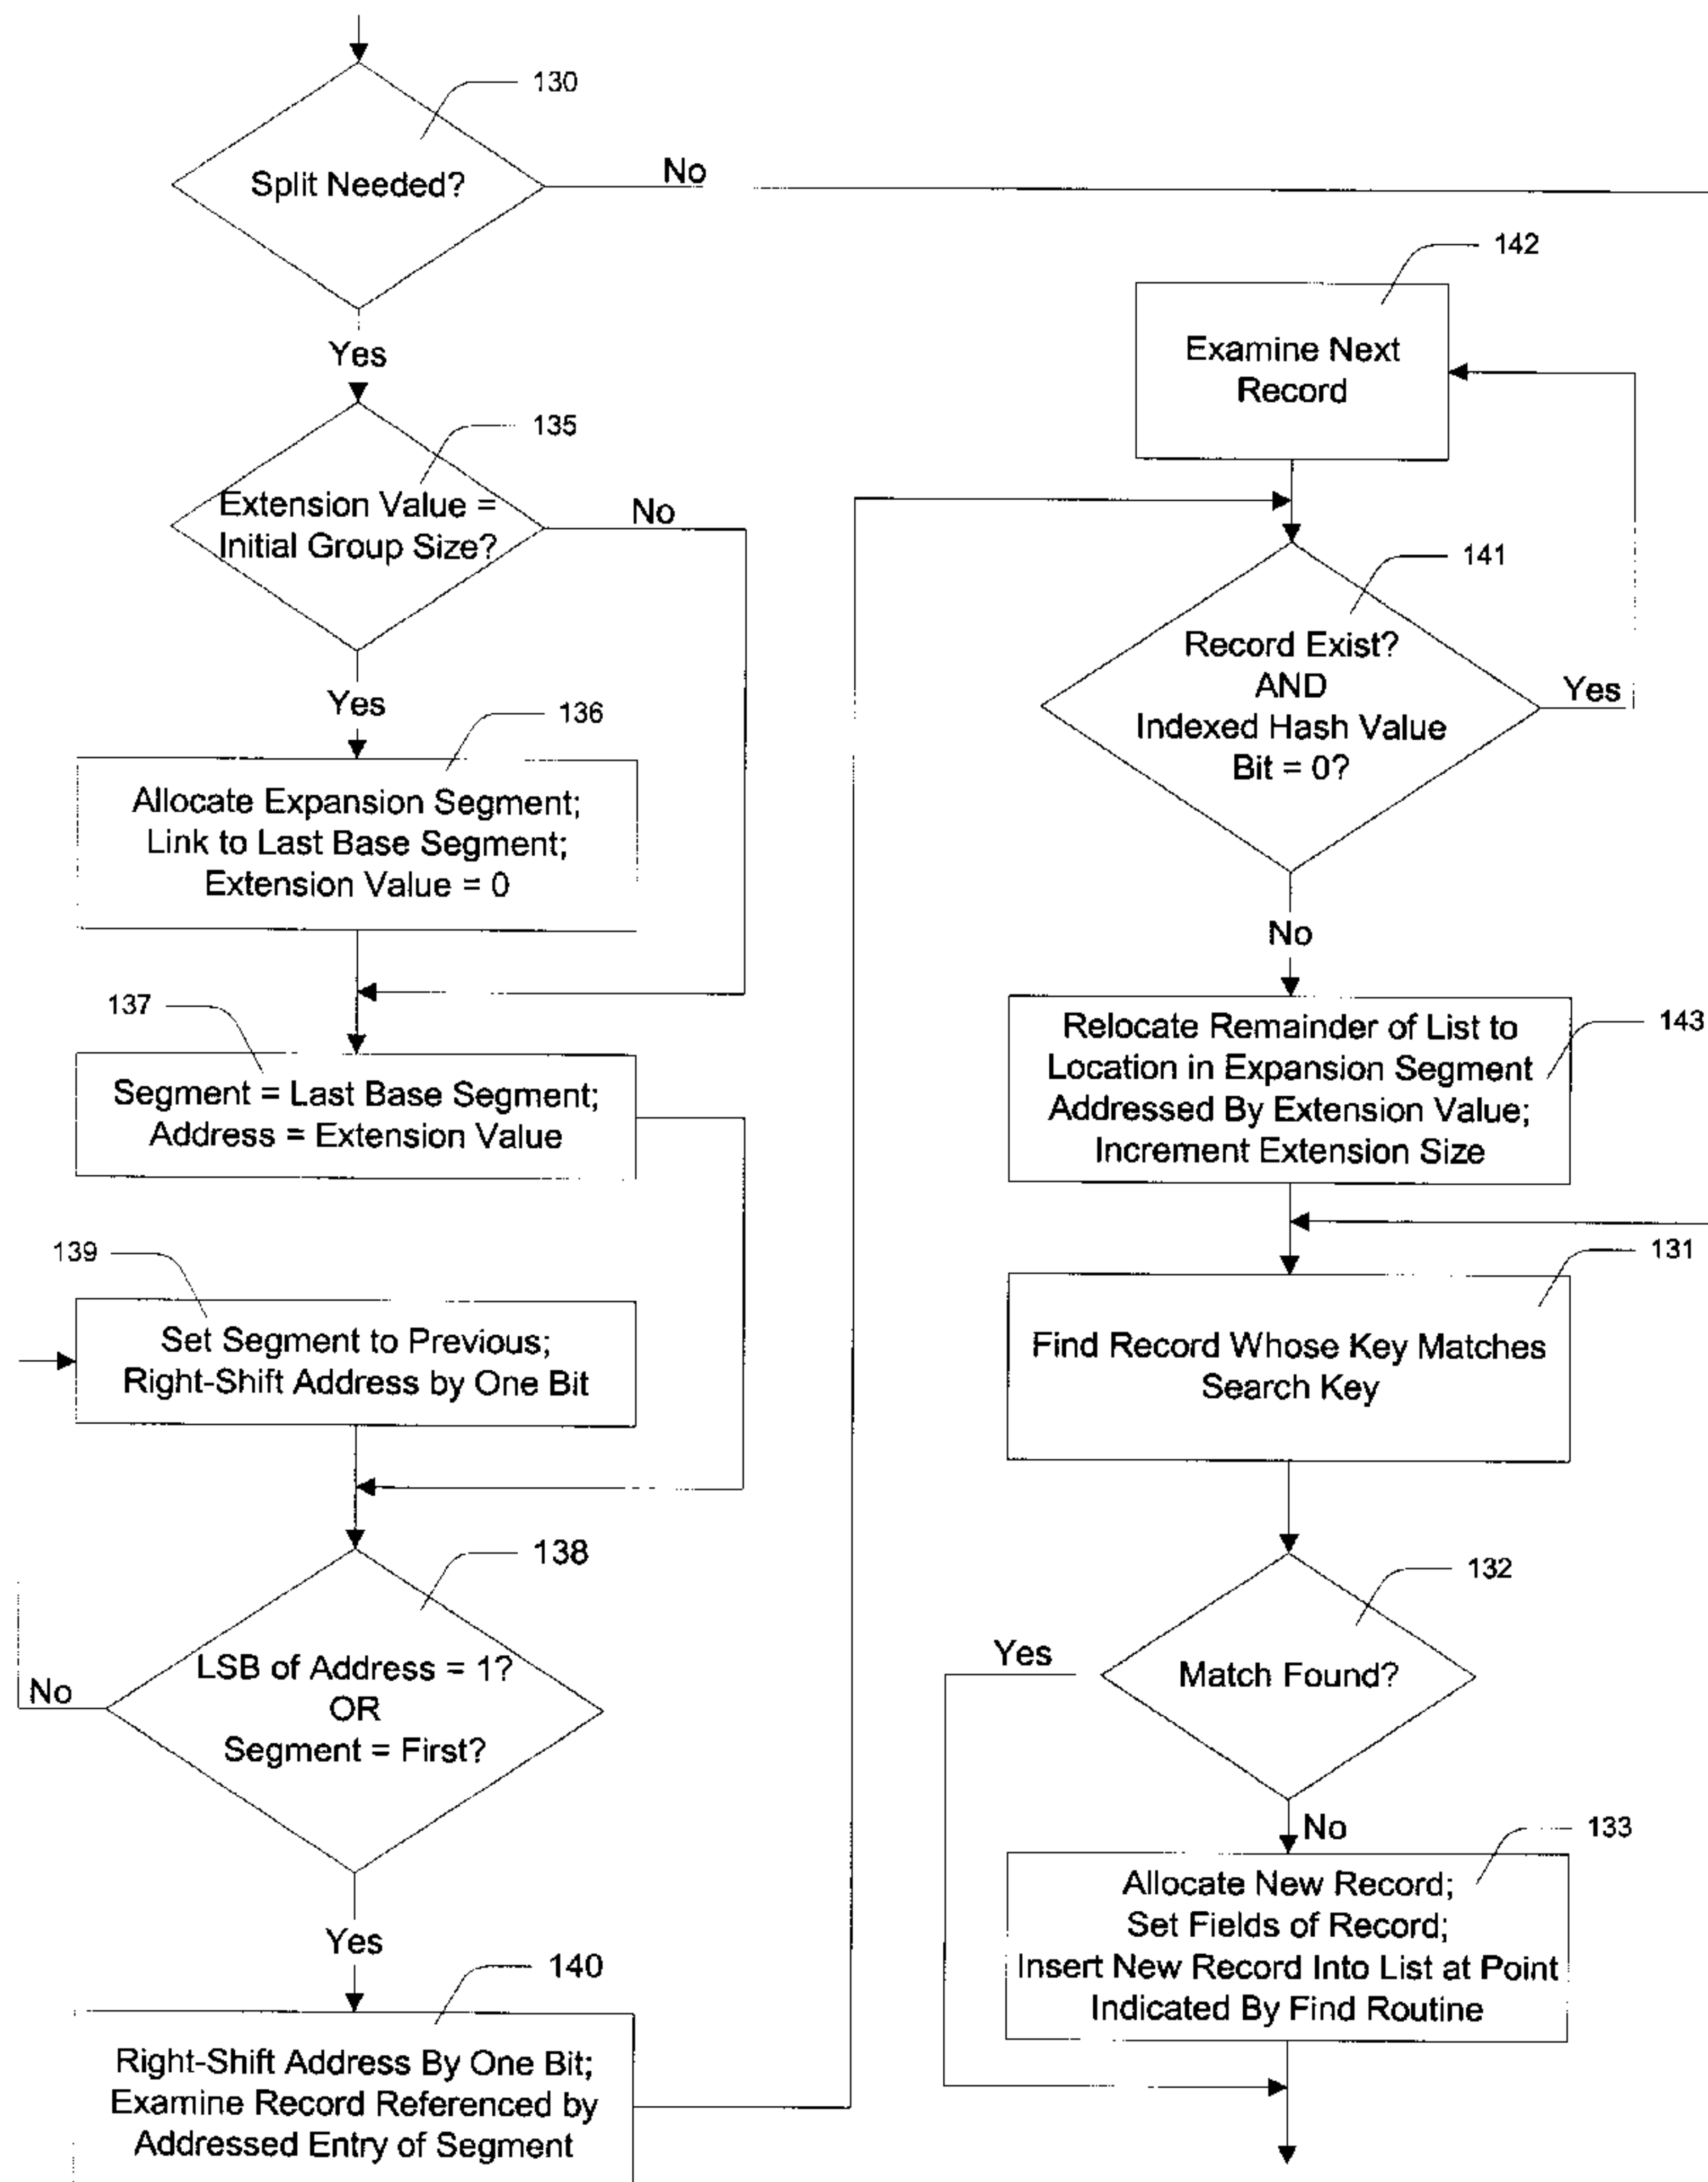 130
Split Needed?
No
Yes
135
Extension Value =
Initial Group Size?
No
Yes
136
Allocate Expansion Segment;
Link to Last Base Segment;
Extension Value = 0
137
Segment = Last Base Segment;
Address = Extension Value
139
Set Segment to Previous;
Right-Shift Address by One Bit
138
LSB of Address = 1?
OR
Segment = First?
No
Yes
140
Right-Shift Address By One Bit;
Examine Record Referenced by
Addressed Entry of Segment
142
Examine Next
Record
141
Record Exist?
AND
Indexed Hash Value
Bit = 0?
Yes
No
143
Relocate Remainder of List to
Location in Expansion Segment
Addressed By Extension Value;
Increment Extension Size
131
Find Record Whose Key Matches
Search Key
132
Match Found?
Yes
No
133
Allocate New Record;
Set Fields of Record;
Insert New Record Into List at Point
Indicated By Find Routine